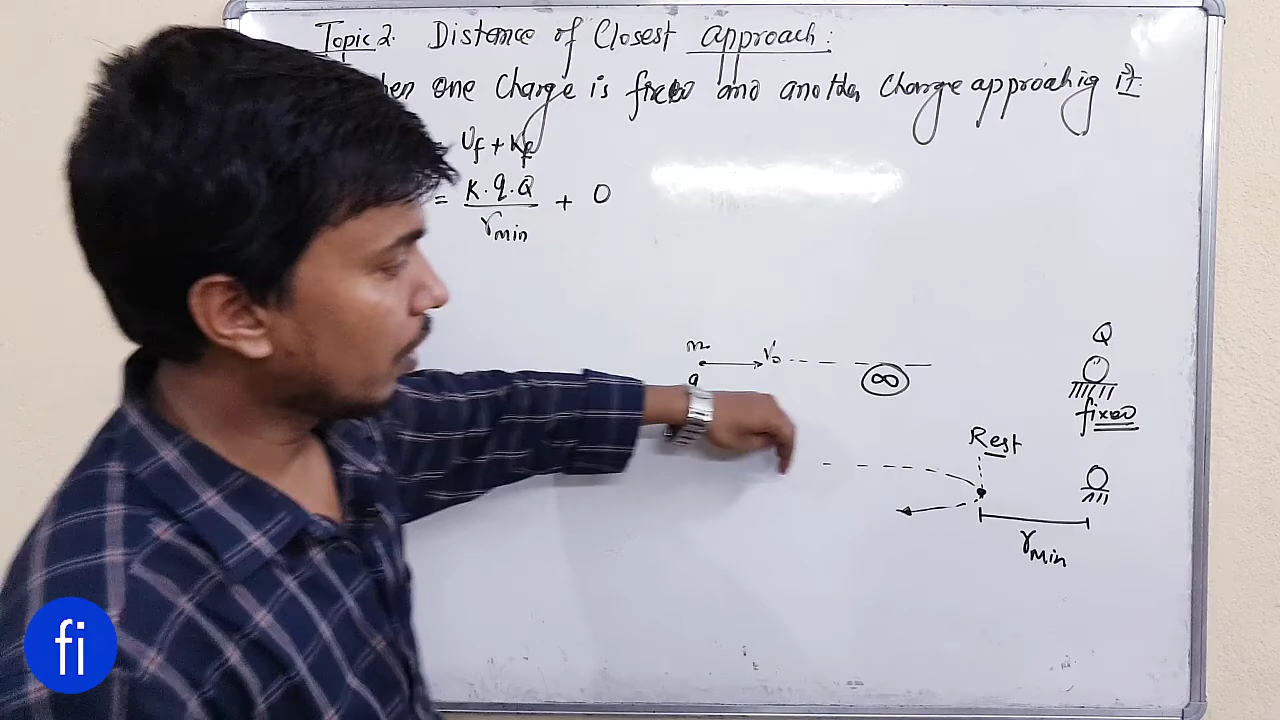 Topic 2. Distance of Closest approach:
hen one Charge is fixed and another Charge approaching it.
= Uf + Kf
= K.q.Q / rmin + 0
m
V0
q
∞
Q
fixed
Rest
rmin
fi